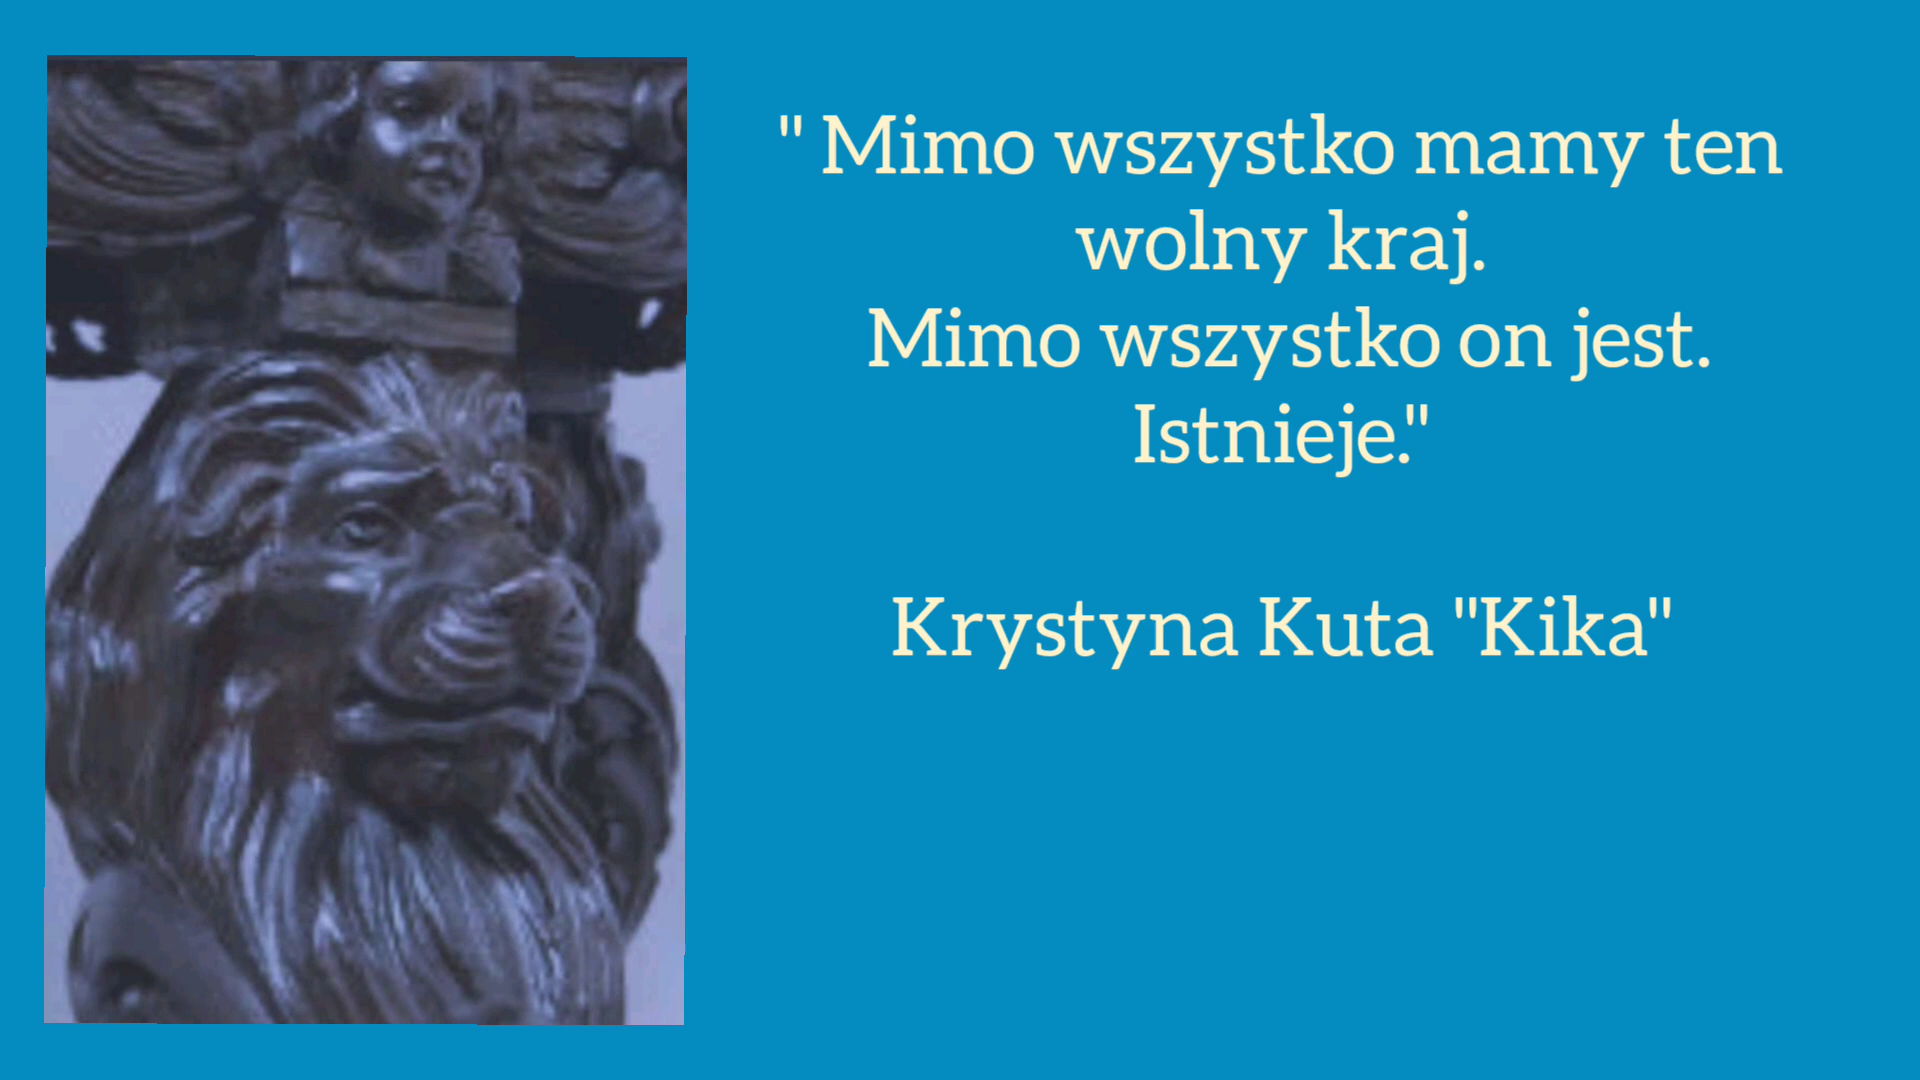 " Mimo wszystko mamy ten
wolny kraj.
Mimo wszystko on jest.
Istnieje."
Krystyna Kuta "Kika"